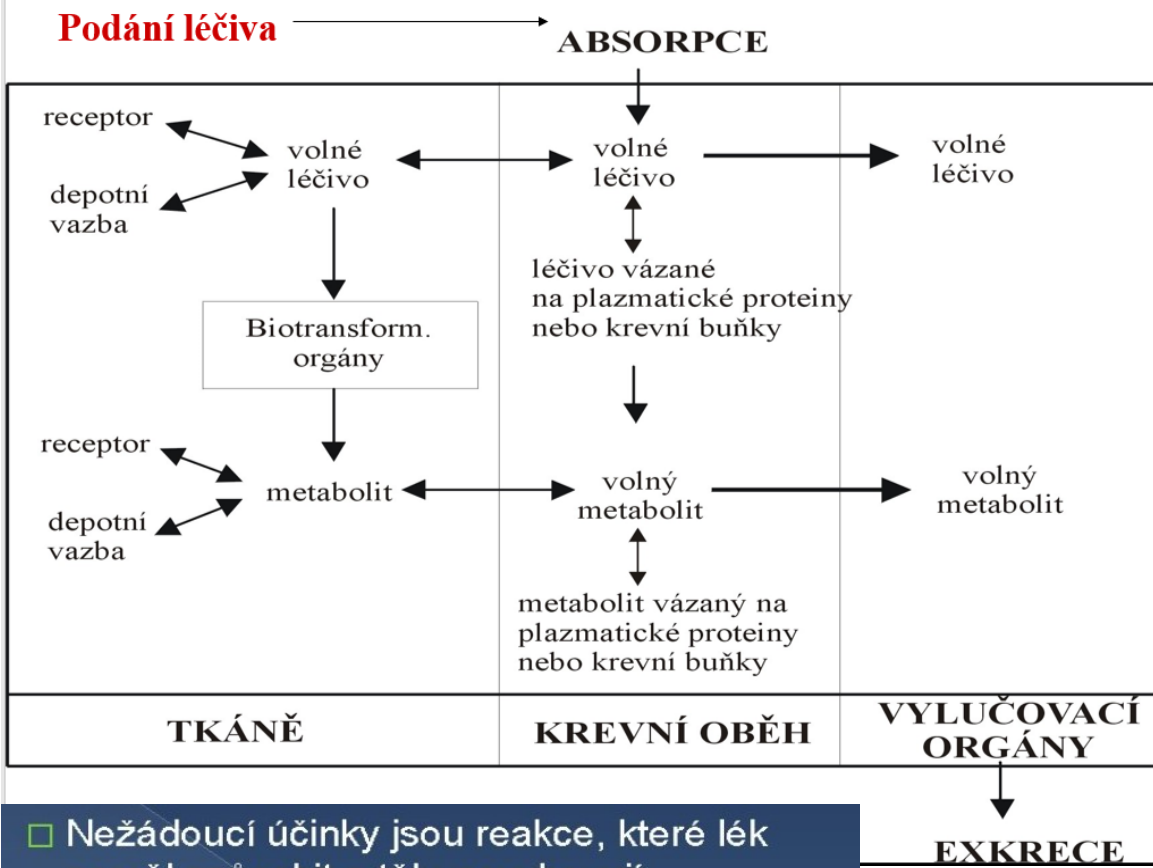 Podání léčiva
ABSORPCE
receptor
depotní
vazba
volné
léčivo
volné
léčivo
volné
léčivo
léčivo vázané
na plazmatické proteiny
nebo krevní buňky
Biotransform.
orgány
receptor
depotní
vazba
metabolit
volný
metabolit
volný
metabolit
metabolit vázaný na
plazmatické proteiny
nebo krevní buňky
TKÁNĚ
KREVNÍ OBĚH
VYLUČOVACÍ
ORGÁNY
EXKRECE
Nežádoucí účinky jsou reakce, které lék